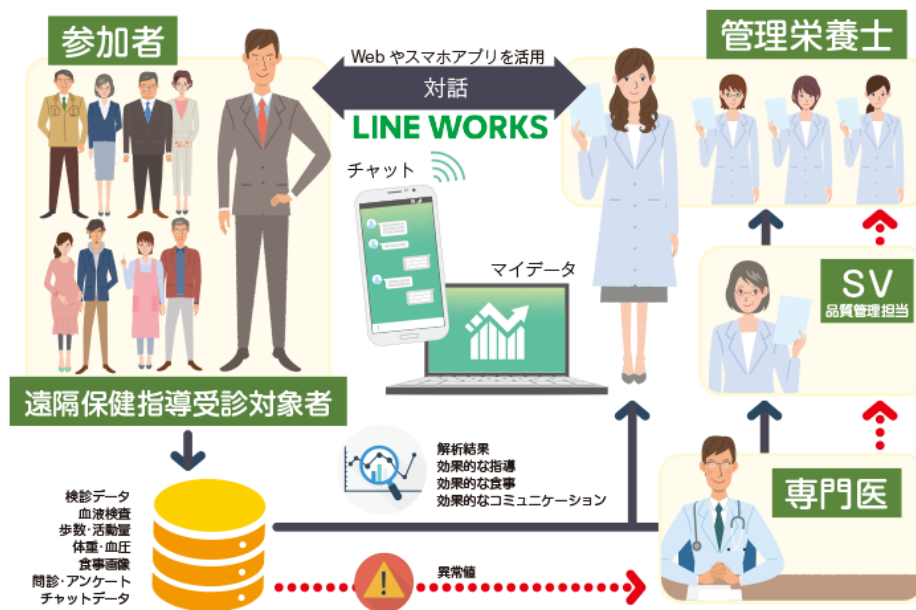 参加者
Webやスマホアプリを活用
対話
LINE WORKS
チャット
マイデータ
管理栄養士
SV
品質管理担当
遠隔保健指導受診対象者
解析結果
効果的な指導
効果的な食事
効果的なコミュニケーション
専門医
検診データ
血液検査
歩数・活動量
体重・血圧
食事画像
問診・アンケート
チャットデータ
異常値